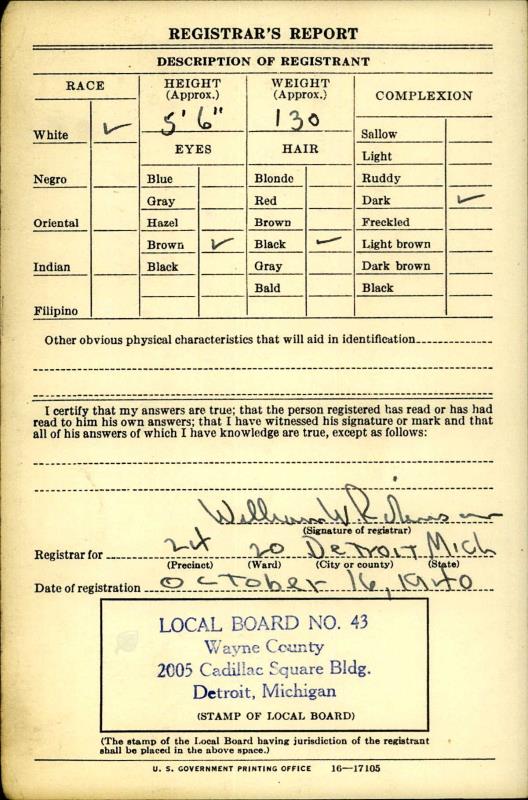 REGISTRAR'S REPORT
DESCRIPTION OF REGISTRANT
RACE
HEIGHT
(Approx.)
WEIGHT
(Approx.)
COMPLEXION
5' 6"
130
White ✓
EYES
HAIR
Sallow
Light
Negro
Blue
Blonde
Ruddy
Gray
Red
Dark ✓
Oriental
Hazel
Brown
Freckled
Brown ✓
Black ✓
Light brown
Indian
Black
Gray
Dark brown
Bald
Black
Filipino
Other obvious physical characteristics that will aid in identification
I certify that my answers are true; that the person registered has read or has had
read to him his own answers; that I have witnessed his signature or mark and that
all of his answers of which I have knowledge are true, except as follows:
William W.
(Signature of registrar)
Registrar for 24 20 Detroit Mich
(Precinct) (Ward) (City or county) (State)
Date of registration October 16, 1940
LOCAL BOARD NO. 43
Wayne County
2005 Cadillac Square Bldg.
Detroit, Michigan
(STAMP OF LOCAL BOARD)
(The stamp of the Local Board having jurisdiction of the registrant
shall be placed in the above space.)
U. S. GOVERNMENT PRINTING OFFICE 16—17105